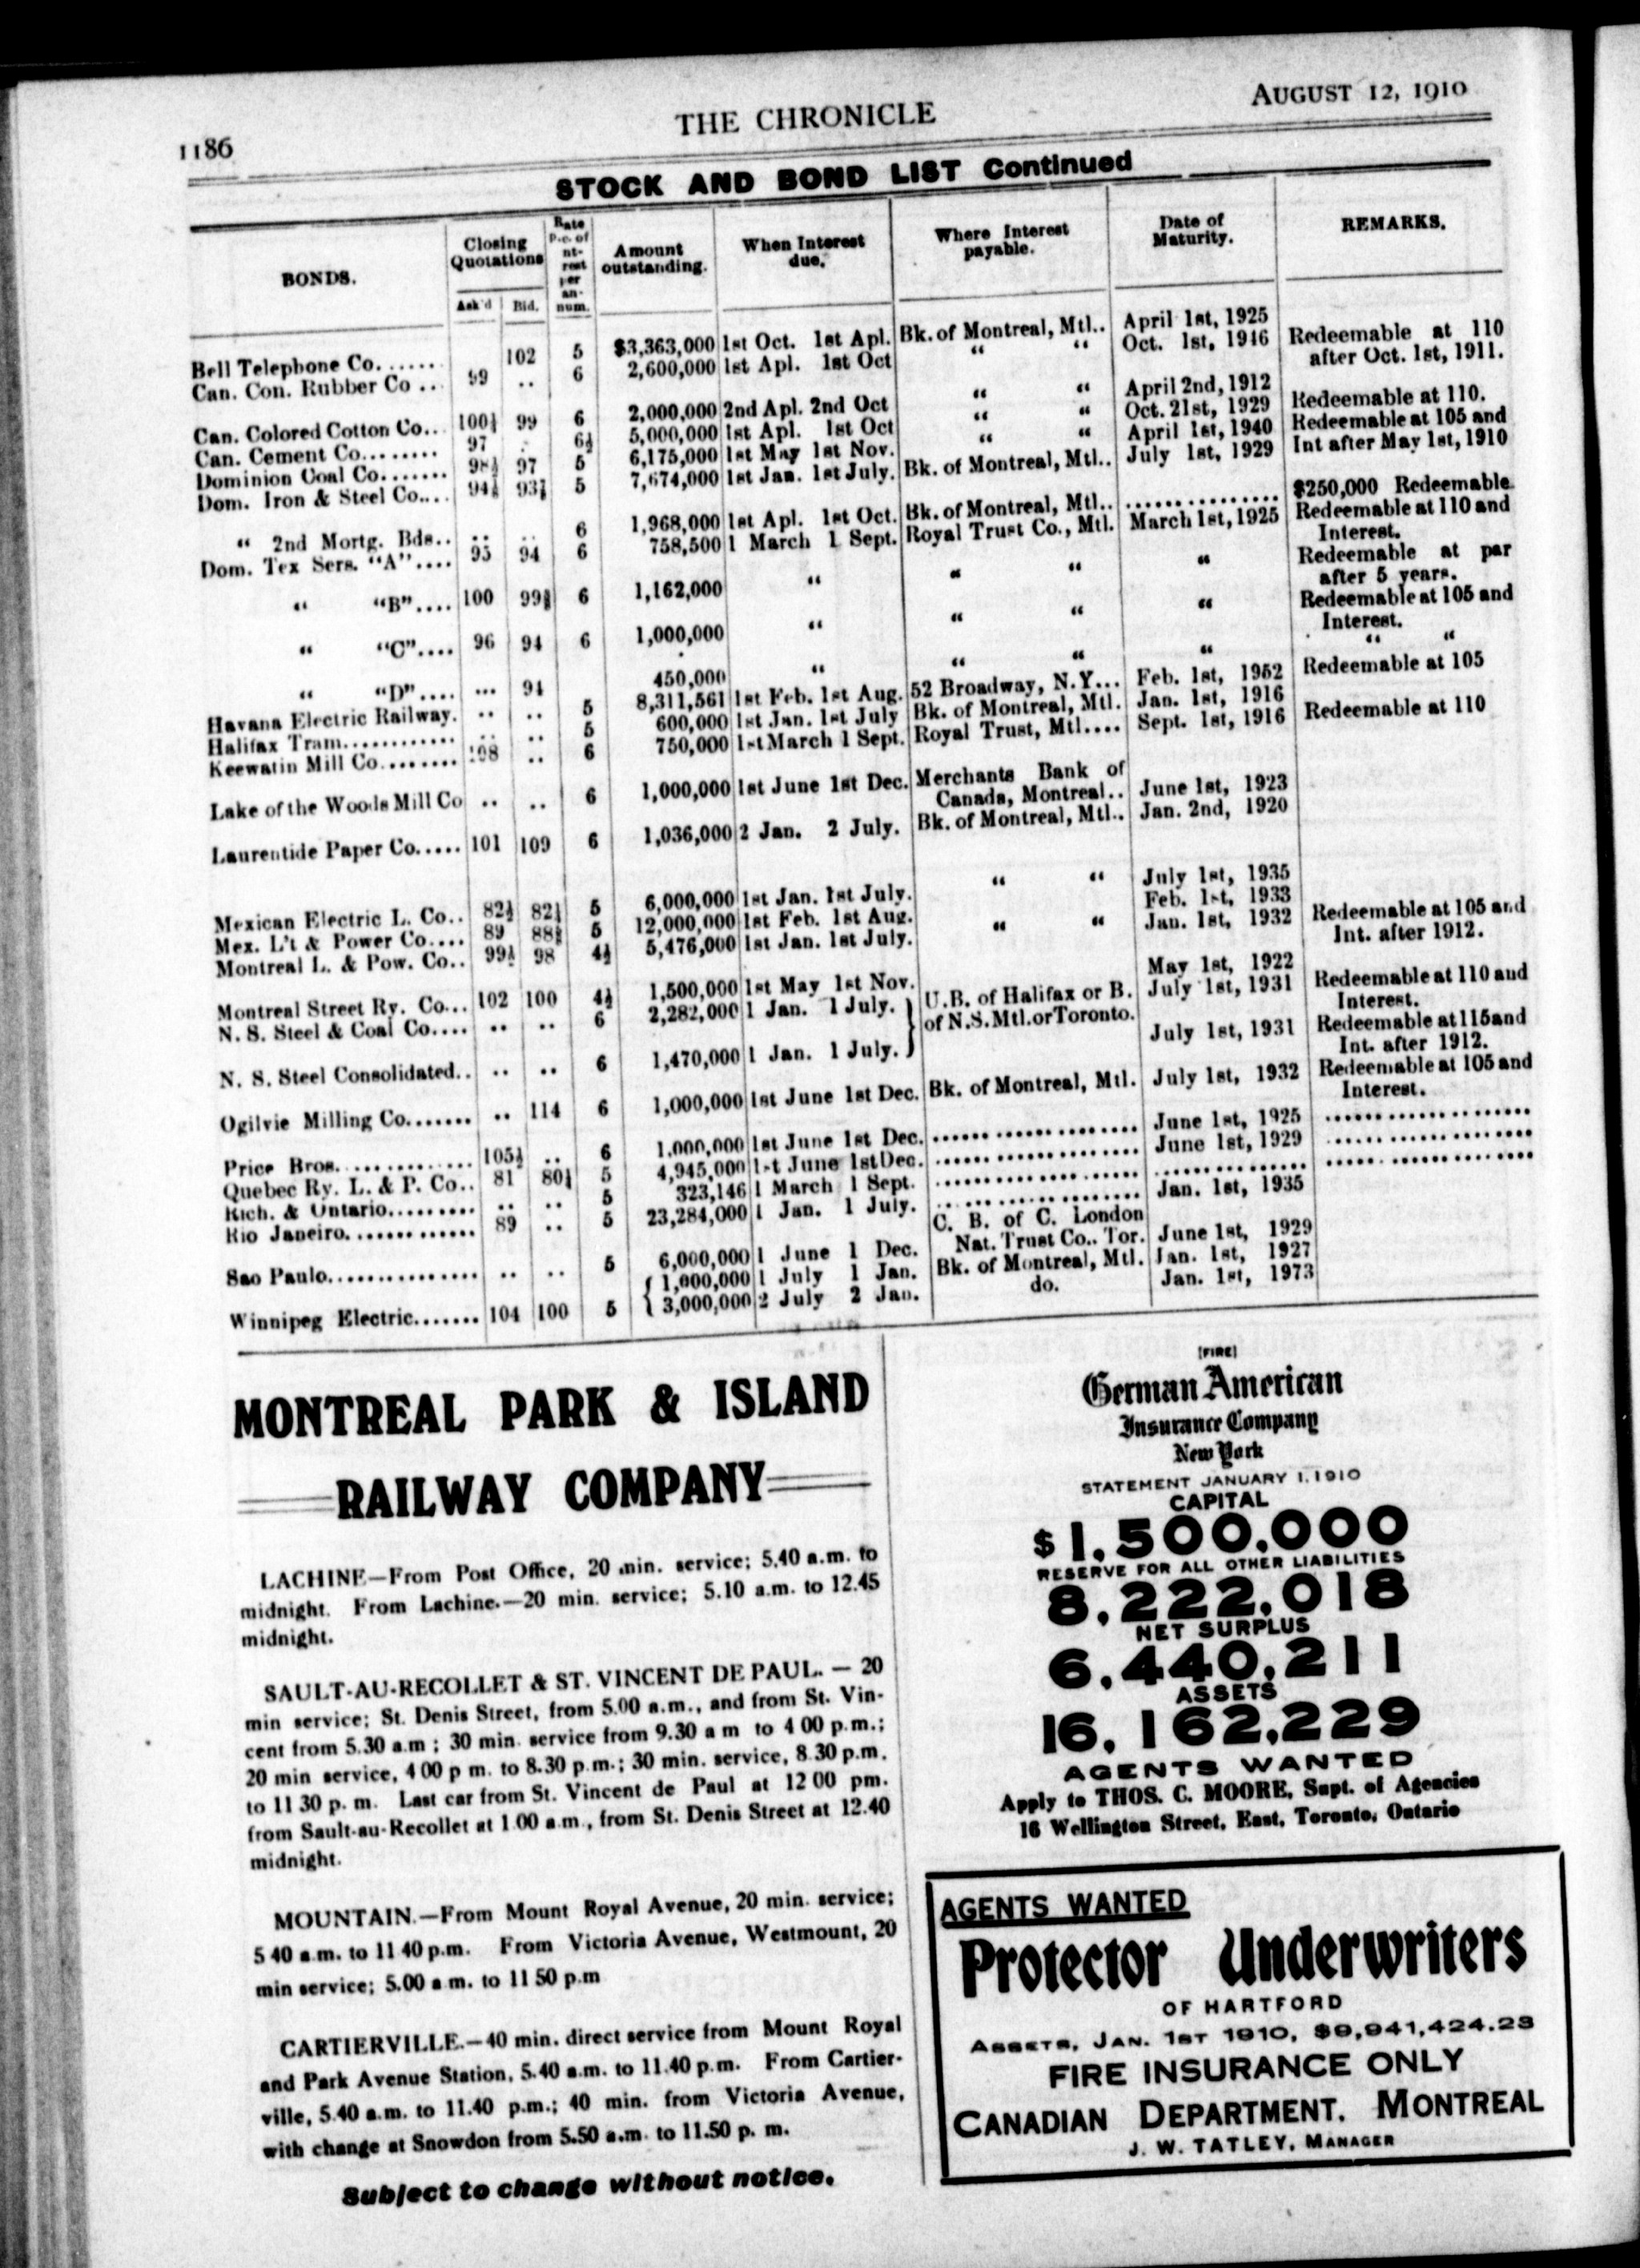 1186
THE CHRONICLE
AUGUST 12, 1910
STOCK AND BOND LIST Continued
BONDS. Closing Quotations Ask'd Bid. Rate p.c. of nt-rest per an-num. Amount outstanding. When Interest due. Where Interest payable. Date of Maturity. REMARKS.
Bell Telephone Co....... 102 5 $3,363,000 1st Oct. 1st Apl. Bk. of Montreal, Mtl.. April 1st, 1925
Can. Con. Rubber Co .. 99 .. 6 2,600,000 1st Apl. 1st Oct “ “ Oct. 1st, 1946 Redeemable at 110
after Oct. 1st, 1911.
Can. Colored Cotton Co.. 100½ 99 6 2,000,000 2nd Apl. 2nd Oct “ “ April 2nd, 1912
Can. Cement Co........ 97 .. 6½ 5,000,000 1st Apl. 1st Oct “ “ Oct. 21st, 1929 Redeemable at 110.
Dominion Coal Co....... 98½ 97 5 6,175,000 1st May 1st Nov. “ “ April 1st, 1940 Redeemable at 105 and
Int after May 1st, 1910
Dom. Iron & Steel Co.... 94½ 93¾ 5 7,674,000 1st Jan. 1st July. Bk. of Montreal, Mtl.. July 1st, 1929
“ 2nd Mortg. Bds.. .. .. 6 1,968,000 1st Apl. 1st Oct. Bk. of Montreal, Mtl.. .............. $250,000 Redeemable.
Dom. Tex Sers. “A”.... 95 94 6 758,500 1 March 1 Sept. Royal Trust Co., Mtl. March 1st, 1925 Redeemable at 110 and
Interest.
“ “B”.... 100 99½ 6 1,162,000 “ “ “ “ Redeemable at par
after 5 years.
“ “C”.... 96 94 6 1,000,000 “ “ “ “ Redeemable at 105 and
Interest.
“ “D”.... ... 94 450,000 “ “ “ “ “ “
Havana Electric Railway. .. .. 5 8,311,561 1st Feb. 1st Aug. 52 Broadway, N.Y... Feb. 1st, 1952 Redeemable at 105
Halifax Tram............ .. .. 5 600,000 1st Jan. 1st July Bk. of Montreal, Mtl. Jan. 1st, 1916
Keewatin Mill Co........ 108 .. 6 750,000 1st March 1 Sept. Royal Trust, Mtl.... Sept. 1st, 1916 Redeemable at 110
Lake of the Woods Mill Co .. .. 6 1,000,000 1st June 1st Dec. Merchants Bank of
Canada, Montreal.. June 1st, 1923
Laurentide Paper Co..... 101 109 6 1,036,000 2 Jan. 2 July. Bk. of Montreal, Mtl.. Jan. 2nd, 1920
Mexican Electric L. Co.. 82½ 82¼ 5 6,000,000 1st Jan. 1st July. “ “ July 1st, 1935
Mex. L't & Power Co.... 89 88½ 5 12,000,000 1st Feb. 1st Aug. Feb. 1st, 1933
Montreal L. & Pow. Co.. 99½ 98 4½ 5,476,000 1st Jan. 1st July. “ “ Jan. 1st, 1932 Redeemable at 105 and
Int. after 1912.
Montreal Street Ry. Co... 102 100 4½ 1,500,000 1st May 1st Nov. May 1st, 1922
N. S. Steel & Coal Co.... .. .. 6 2,282,000 1 Jan. 1 July. U.B. of Halifax or B. July 1st, 1931 Redeemable at 110 and
of N.S.Mtl.orToronto. Interest.
N. S. Steel Consolidated.. .. .. 6 1,470,000 1 Jan. 1 July. July 1st, 1931 Redeemable at 115 and
Int. after 1912.
Ogilvie Milling Co....... .. 114 6 1,000,000 1st June 1st Dec. Bk. of Montreal, Mtl. July 1st, 1932 Redeemable at 105 and
Interest.
Price Bros. ............. 105½ .. 6 1,000,000 1st June 1st Dec. ................... June 1st, 1925 ...................
Quebec Ry. L. & P. Co.. 81 80½ 5 4,945,000 1st June 1st Dec. ................... June 1st, 1929 ...................
Rich. & Ontario......... .. .. 5 323,146 1 March 1 Sept. ................... .............. ...................
Rio Janeiro. ............ 89 .. 5 23,284,000 1 Jan. 1 July. ................... Jan. 1st, 1935
Sao Paulo............... .. .. 5 6,000,000 1 June 1 Dec. C. B. of C. London
Nat. Trust Co.. Tor. June 1st, 1929
Winnipeg Electric....... 104 100 5 { 1,000,000 1 July 1 Jan. Bk. of Montreal, Mtl. Jan. 1st, 1927
3,000,000 2 July 2 Jan. do. Jan. 1st, 1973
MONTREAL PARK & ISLAND
RAILWAY COMPANY
LACHINE—From Post Office, 20 min. service; 5.40 a.m. to
midnight. From Lachine.—20 min. service; 5.10 a.m. to 12.45
midnight.
SAULT-AU-RECOLLET & ST. VINCENT DE PAUL. — 20
min service; St. Denis Street, from 5.00 a.m., and from St. Vin-
cent from 5.30 a.m ; 30 min. service from 9.30 a m to 4 00 p.m.;
20 min service, 4 00 p m. to 8.30 p.m.; 30 min. service, 8.30 p.m.
to 11 30 p. m. Last car from St. Vincent de Paul at 12 00 pm.
from Sault-au-Recollet at 1.00 a.m., from St. Denis Street at 12.40
midnight.
MOUNTAIN.—From Mount Royal Avenue, 20 min. service;
5 40 a.m. to 11 40 p.m. From Victoria Avenue, Westmount, 20
min service; 5.00 a m. to 11 50 p.m
CARTIERVILLE.—40 min. direct service from Mount Royal
and Park Avenue Station, 5.40 a.m. to 11.40 p.m. From Cartier-
ville, 5.40 a.m. to 11.40 p.m.; 40 min. from Victoria Avenue,
with change at Snowdon from 5.50 a.m. to 11.50 p. m.
Subject to change without notice.
[FIRE]
German American
Insurance Company
New York
STATEMENT JANUARY 1, 1910
CAPITAL
$1,500,000
RESERVE FOR ALL OTHER LIABILITIES
8,222,018
NET SURPLUS
6,440,211
ASSETS
16,162,229
AGENTS WANTED
Apply to THOS. C. MOORE, Supt. of Agencies
16 Wellington Street, East, Toronto, Ontario
AGENTS WANTED
Protector Underwriters
OF HARTFORD
ASSETS, JAN. 1ST 1910, $9,941,424.23
FIRE INSURANCE ONLY
CANADIAN DEPARTMENT. MONTREAL
J. W. TATLEY, MANAGER